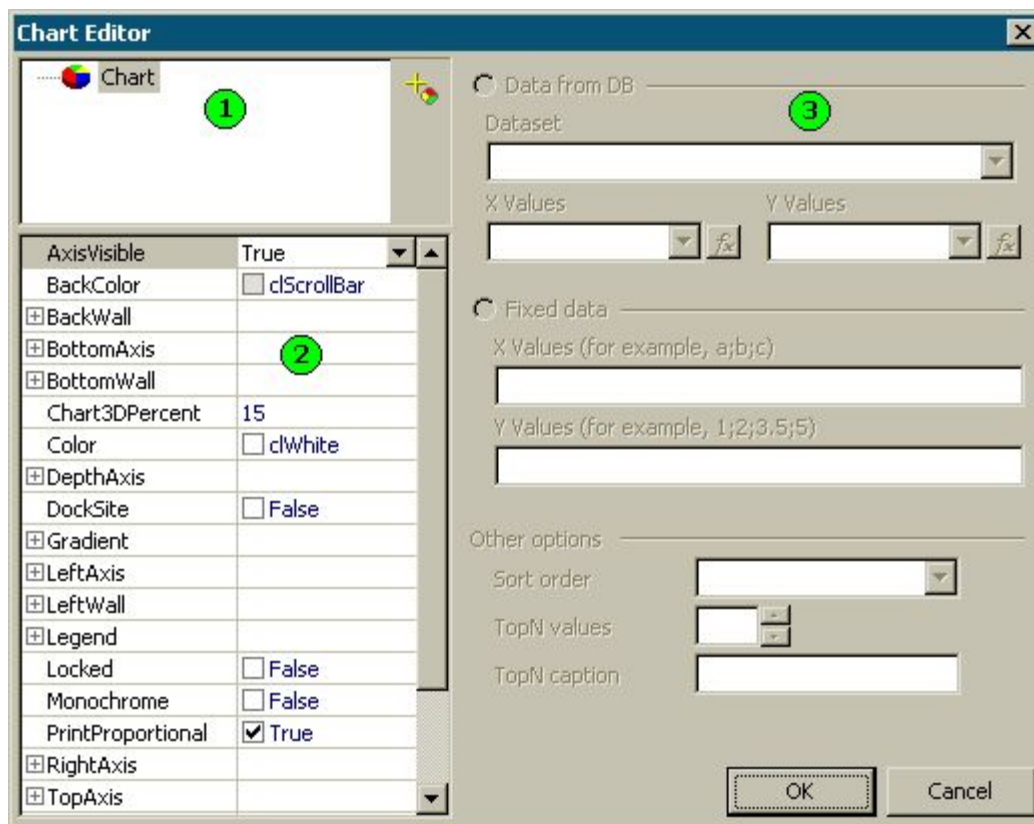 Chart Editor
Chart
1
AxisVisible True
BackColor clScrollBar
BackWall
BottomAxis
2
BottomWall
Chart3DPercent 15
Color clWhite
DepthAxis
DockSite False
Gradient
LeftAxis
LeftWall
Legend
Locked False
Monochrome False
PrintProportional True
RightAxis
TopAxis
Data from DB
3
Dataset
X Values Y Values
fx fx
Fixed data
X Values (for example, a;b;c)
Y Values (for example, 1;2;3.5;5)
Other options
Sort order
TopN values
TopN caption
OK Cancel